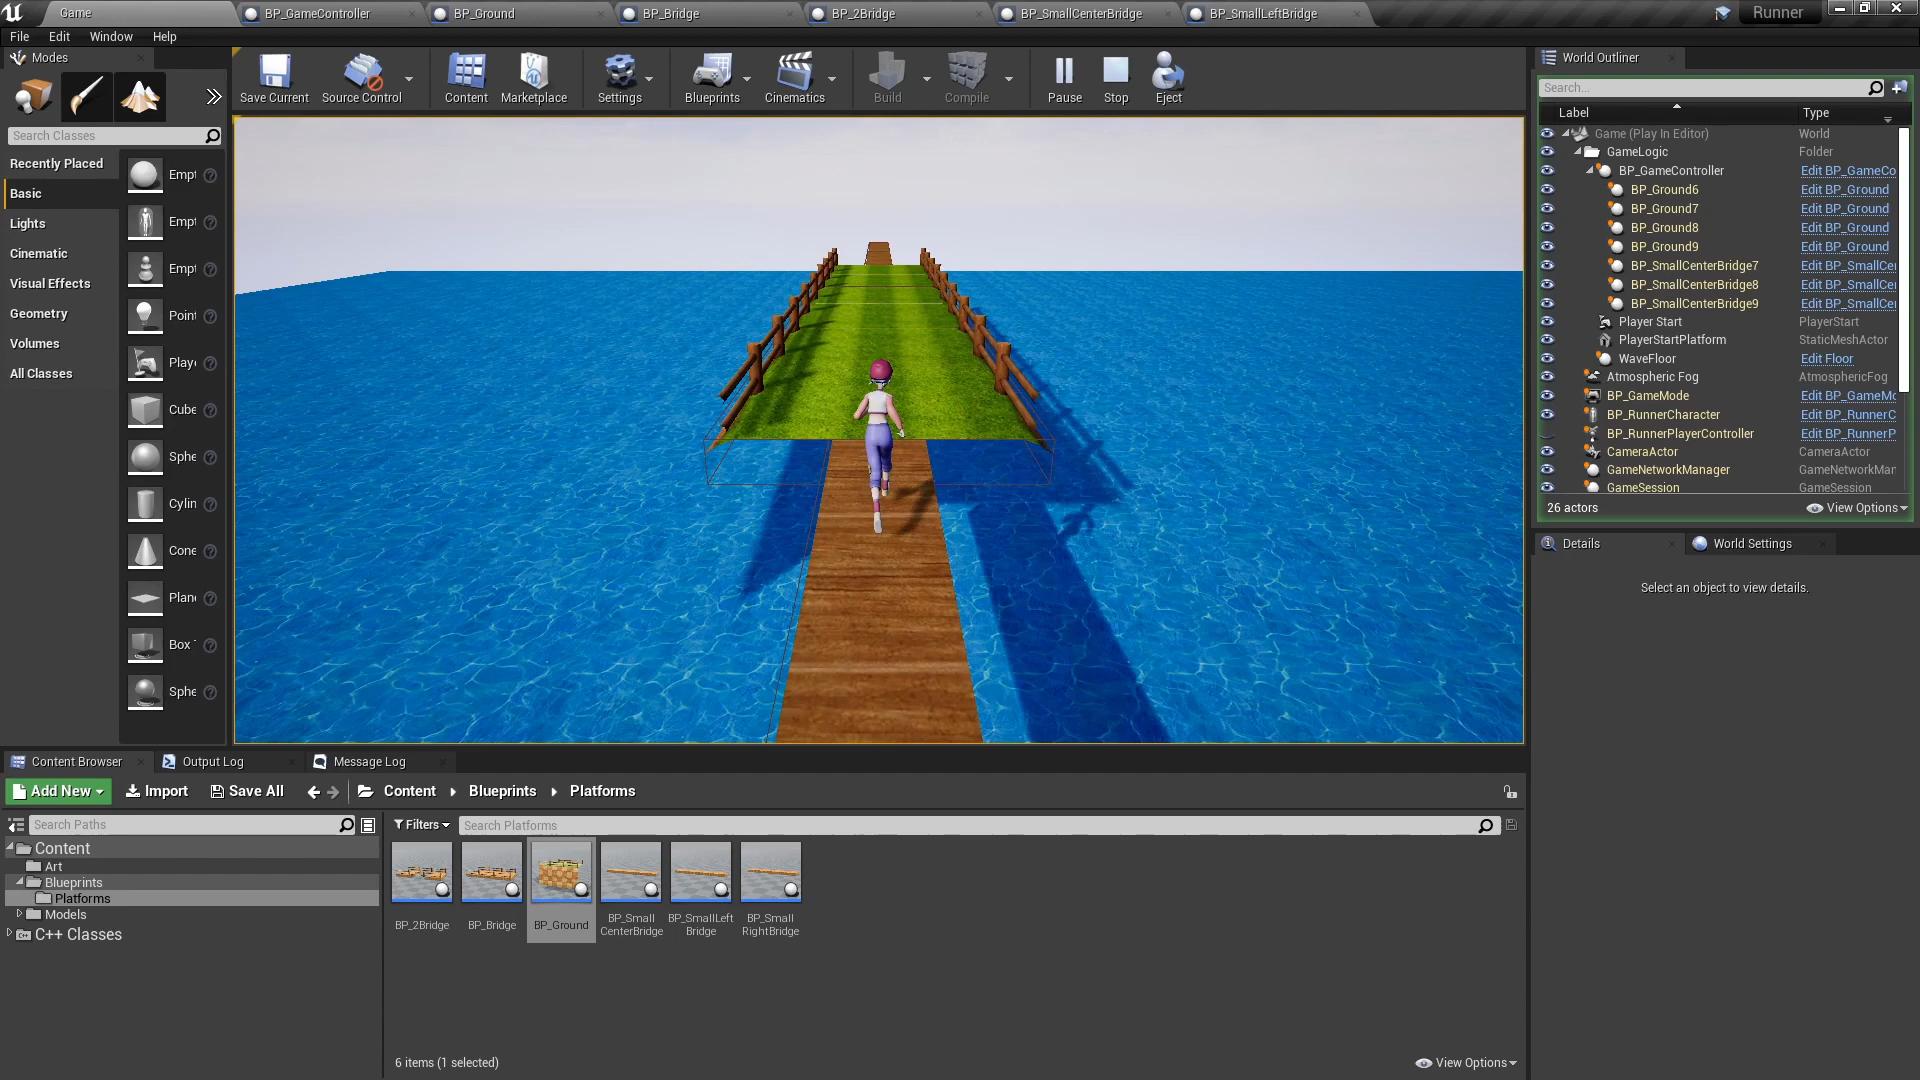 Game
BP_GameController
BP_Ground
BP_Bridge
BP_2Bridge
BP_SmallCenterBridge
BP_SmallLeftBridge
Runner
File
Edit
Window
Help
Modes
Save Current
Source Control
Content
Marketplace
Settings
Blueprints
Cinematics
Build
Compile
Pause
Stop
Eject
World Outliner
Search Classes
Search...
Label
Type
Recently Placed
Basic
Lights
Cinematic
Visual Effects
Geometry
Volumes
All Classes
Empt
Empt
Empt
Point
Playe
Cube
Sphe
Cylin
Cone
Plane
Box T
Sphe
Game (Play In Editor) World
GameLogic Folder
BP_GameController Edit BP_GameCo
BP_Ground6 Edit BP_Ground
BP_Ground7 Edit BP_Ground
BP_Ground8 Edit BP_Ground
BP_Ground9 Edit BP_Ground
BP_SmallCenterBridge7 Edit BP_SmallCer
BP_SmallCenterBridge8 Edit BP_SmallCer
BP_SmallCenterBridge9 Edit BP_SmallCer
Player Start PlayerStart
PlayerStartPlatform StaticMeshActor
WaveFloor Edit Floor
Atmospheric Fog AtmosphericFog
BP_GameMode Edit BP_GameMo
BP_RunnerCharacter Edit BP_RunnerC
BP_RunnerPlayerController Edit BP_RunnerP
CameraActor CameraActor
GameNetworkManager GameNetworkMar
GameSession GameSession
26 actors
View Options
Details
World Settings
Select an object to view details.
Content Browser
Output Log
Message Log
Add New
Import
Save All
Content
Blueprints
Platforms
Search Paths
Filters
Search Platforms
Content
Art
Blueprints
Platforms
Models
C++ Classes
BP_2Bridge
BP_Bridge
BP_Ground
BP_Small
CenterBridge
BP_SmallLeft
Bridge
BP_Small
RightBridge
6 items (1 selected)
View Options